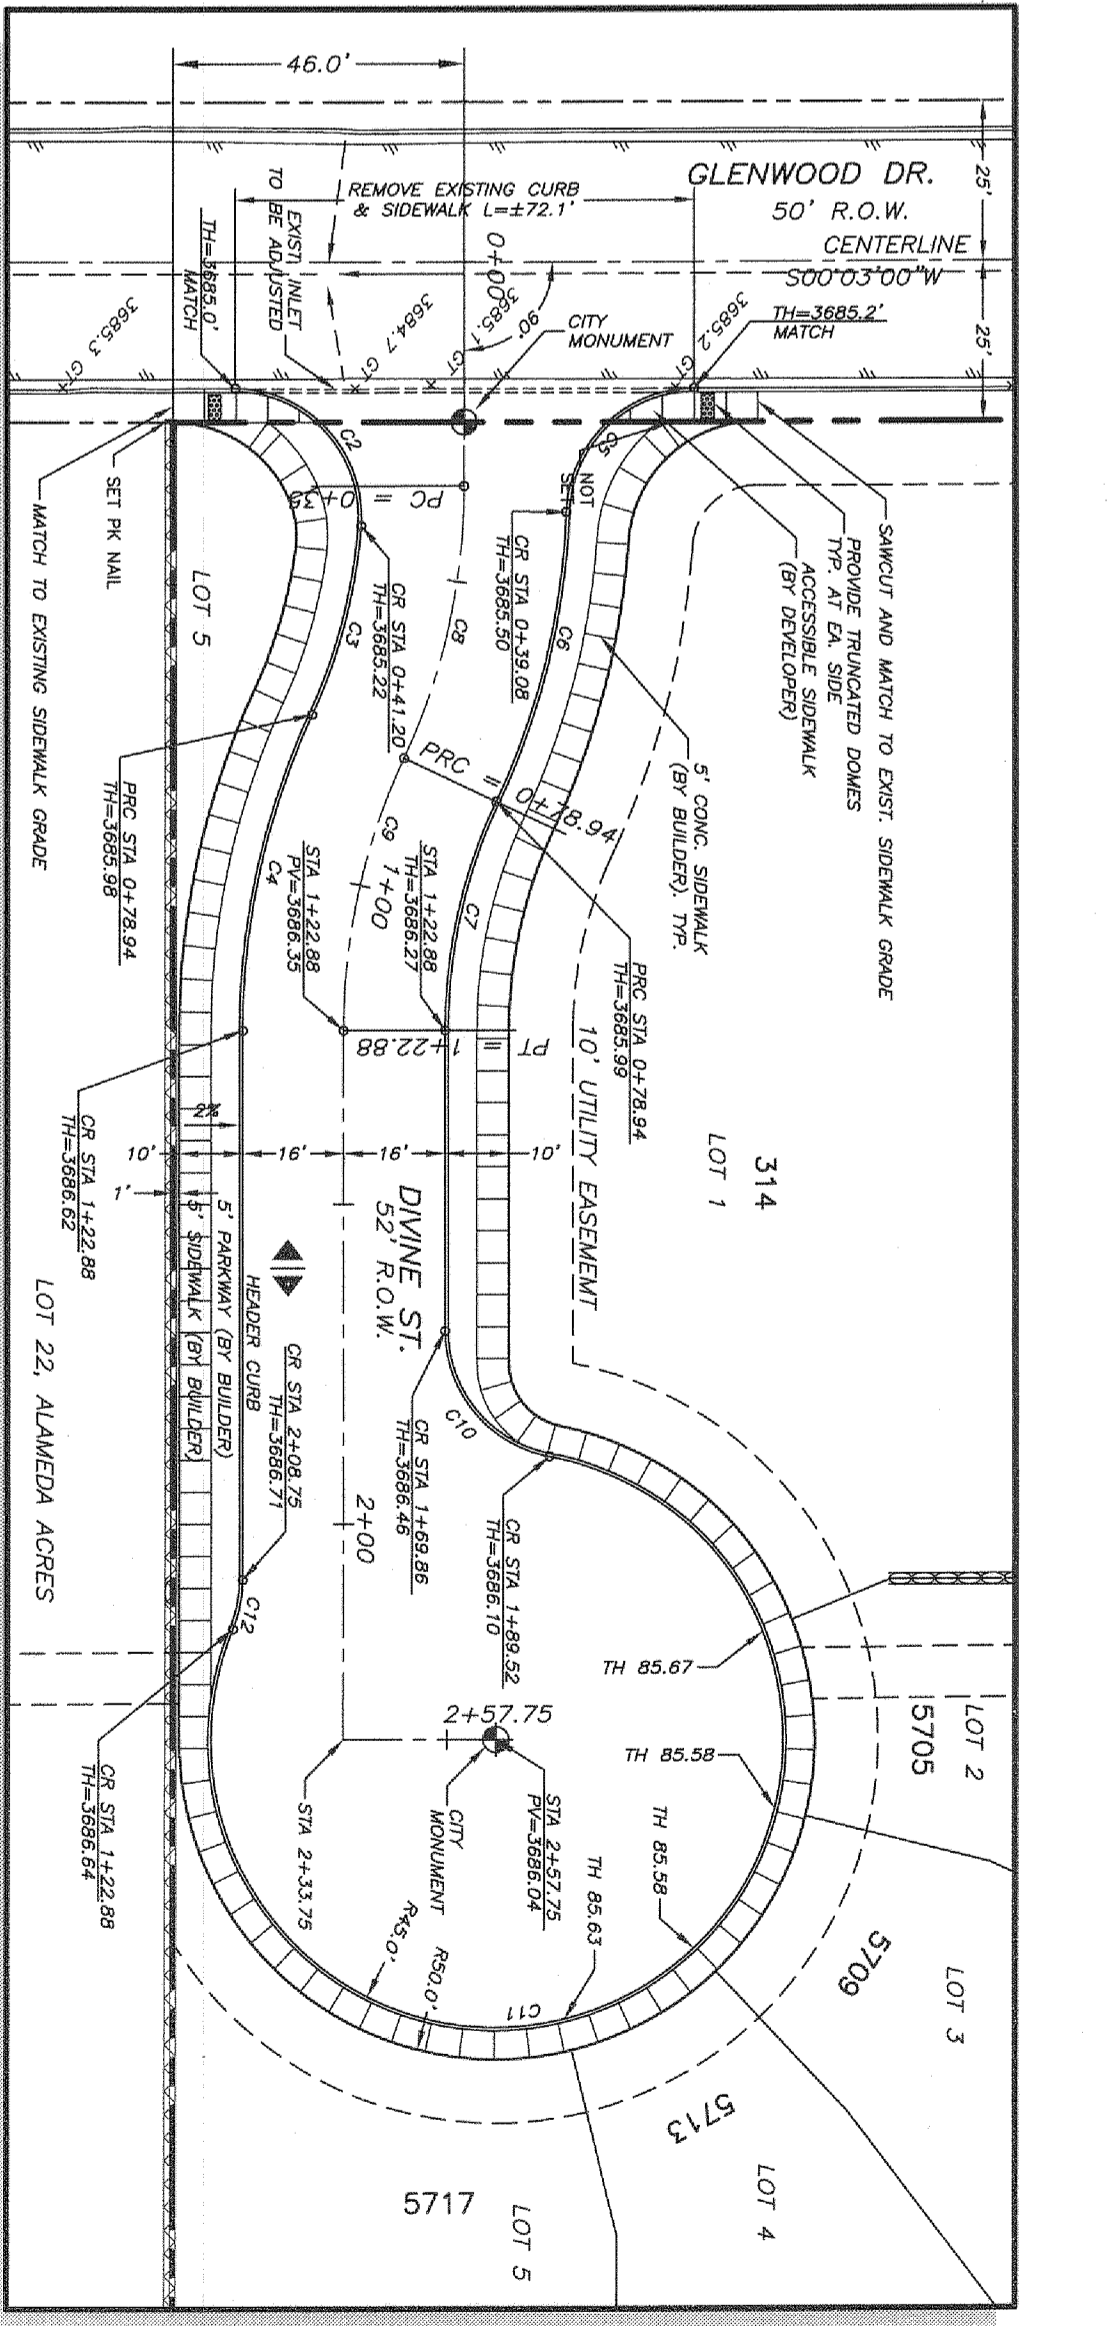 46.0'
25'
25'
GLENWOOD DR.
50' R.O.W.
CENTERLINE
S00°03'00"W
REMOVE EXISTING CURB
& SIDEWALK L=±72.1'
EXIST. INLET
TO BE ADJUSTED
TH=3685.0'
MATCH
TH=3685.2'
MATCH
0+00
90°
CITY
MONUMENT
3685.3 GT
3684.7 GT
3685.1 GT
3685.2 GT
C2
C5
NOT
SET
PC = 0+35
SET PK NAIL
MATCH TO EXISTING SIDEWALK GRADE
SAWCUT AND MATCH TO EXIST. SIDEWALK GRADE
PROVIDE TRUNCATED DOMES
TYP. AT EA. SIDE
ACCESSIBLE SIDEWALK
(BY DEVELOPER)
5' CONC. SIDEWALK
(BY BUILDER). TYP.
LOT 5
CR STA 0+41.20
TH=3685.22
CR STA 0+39.08
TH=3685.50
C3
C8
C6
PRC = 0+78.94
PRC STA 0+78.94
TH=3685.98
PRC STA 0+78.94
TH=3685.99
C4
C9
C7
1+00
STA 1+22.88
PV=3686.35
STA 1+22.88
TH=3686.27
PT = 1+22.88
10' UTILITY EASEMEMT
314
LOT 1
CR STA 1+22.88
TH=3686.62
2%
10'
16'
16'
10'
1'
5' SIDEWALK (BY BUILDER)
5' PARKWAY (BY BUILDER)
HEADER CURB
DIVINE ST.
52' R.O.W.
LOT 22, ALAMEDA ACRES
CR STA 2+08.75
TH=3686.71
CR STA 1+69.86
TH=3686.46
C10
CR STA 1+89.52
TH=3686.10
2+00
C12
CR STA 1+22.88
TH=3686.64
TH 85.67
TH 85.58
TH 85.58
TH 85.63
2+57.75
STA 2+57.75
PV=3686.04
CITY
MONUMENT
STA 2+33.75
R45.0'
R50.0'
C11
LOT 2
5705
LOT 3
5709
LOT 4
5713
LOT 5
5717